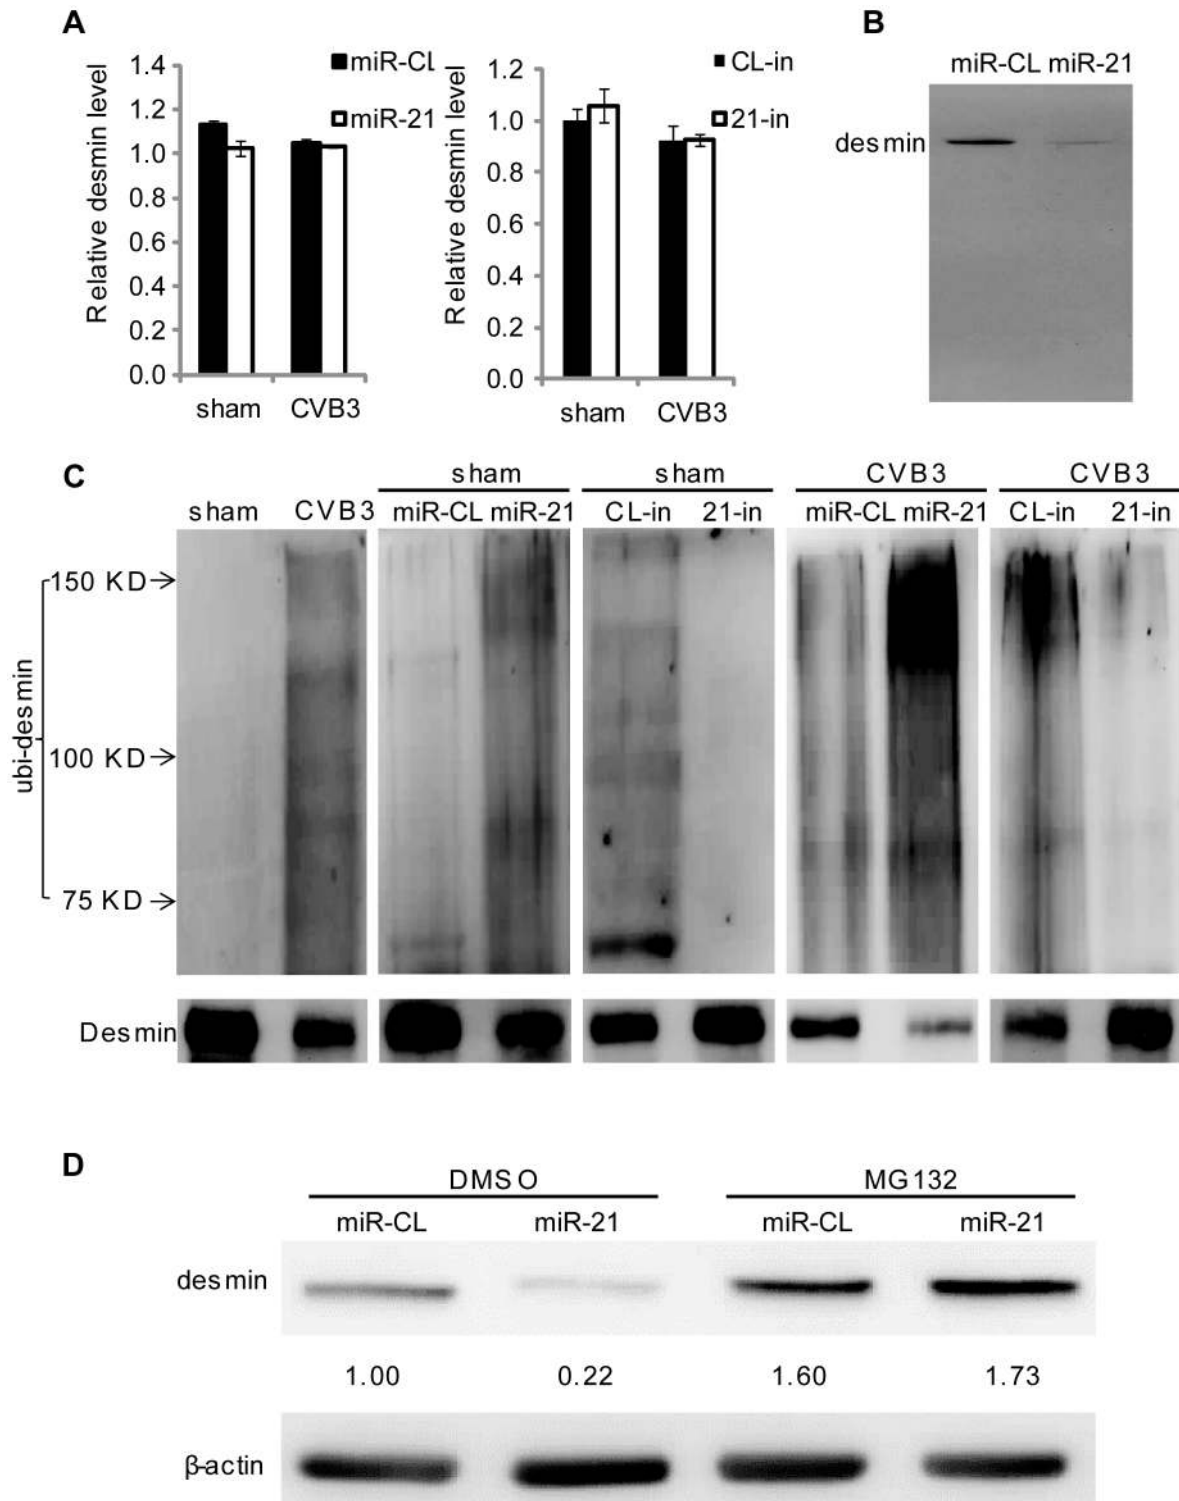 A
Relative desmin level
1.4
1.2
1.0
0.8
0.6
0.4
0.2
0.0
miR-CL
miR-21
sham CVB3
Relative desmin level
1.2
1.0
0.8
0.6
0.4
0.2
0.0
CL-in
21-in
sham CVB3
B
miR-CL miR-21
desmin
C
sham sham CVB3 CVB3
sham CVB3 miR-CL miR-21 CL-in 21-in miR-CL miR-21 CL-in 21-in
ubi-desmin
150 KD
100 KD
75 KD
Desmin
D
DMSO MG132
miR-CL miR-21 miR-CL miR-21
desmin
1.00 0.22 1.60 1.73
β-actin